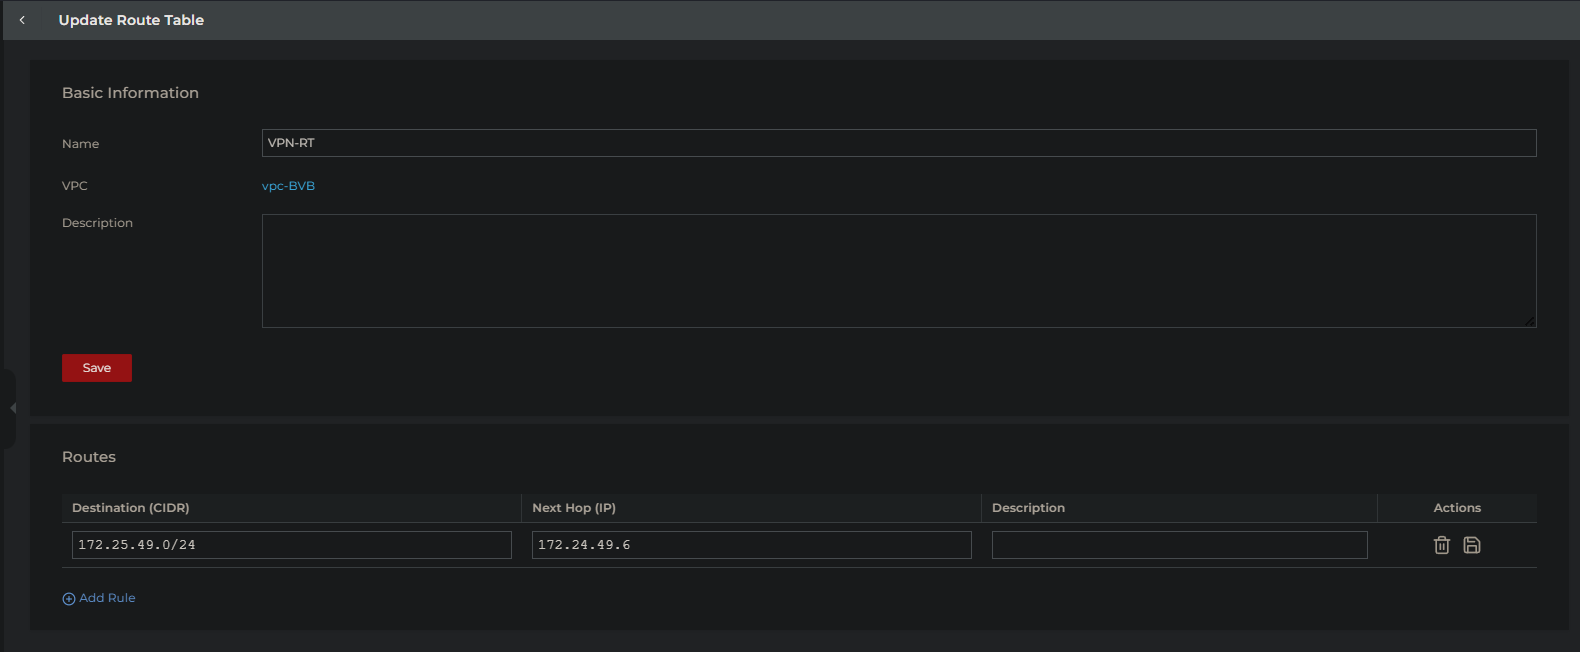 Update Route Table
Basic Information
Name
VPN-RT
VPC
vpc-BVB
Description
Save
Routes
Destination (CIDR) Next Hop (IP) Description Actions
172.25.49.0/24 172.24.49.6
Add Rule